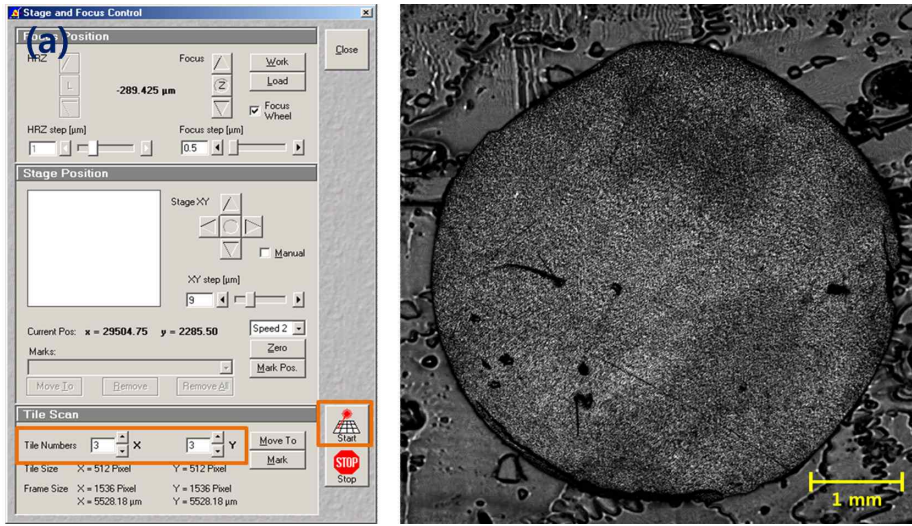 Stage and Focus Control
(a)
Focus Position
HRZ
Focus
Work
Close
L
-289.425 µm
Z
Load
Focus Wheel
HRZ step [µm]
Focus step [µm]
1
0.5
Stage Position
Stage XY
Manual
XY step [µm]
9
Current Pos: x = 29504.75 y = 2285.50
Speed 2
Zero
Marks:
Mark Pos.
Move To
Remove
Remove All
Tile Scan
Tile Numbers 3 X 3 Y
Move To
Start
Mark
Tile Size X = 512 Pixel Y = 512 Pixel
STOP
Stop
Frame Size X = 1536 Pixel Y = 1536 Pixel
X = 5528.18 µm Y = 5528.18 µm
1 mm